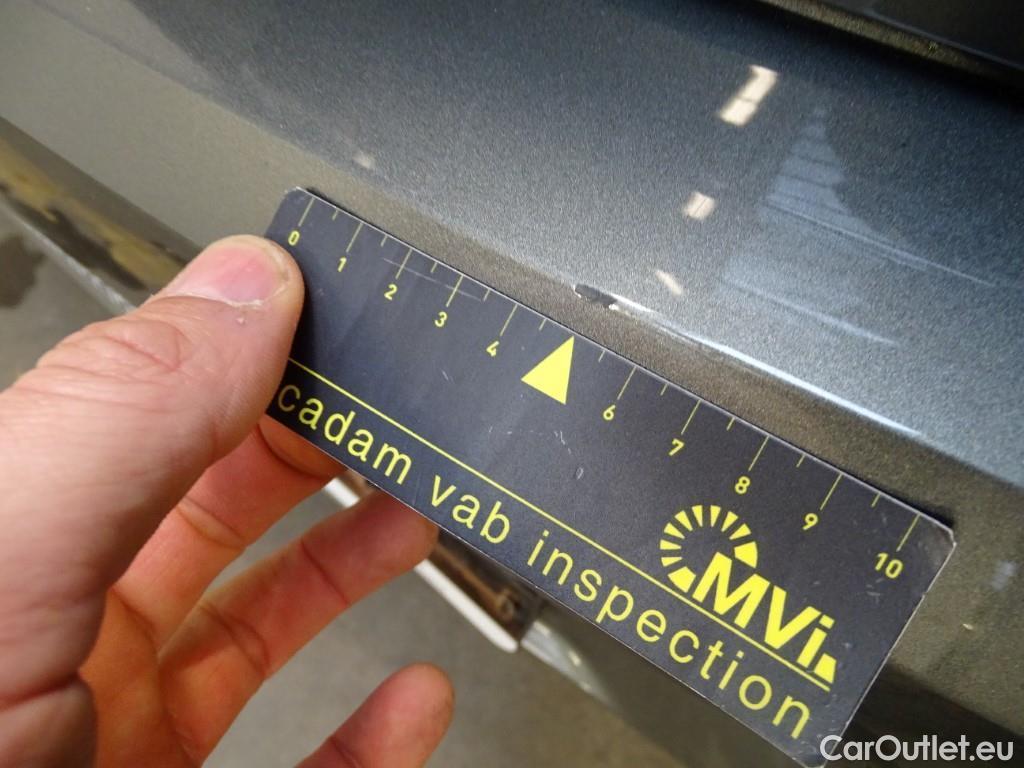 0 1 2 3 4 6 7 8 9 10
MVi
cadam vab inspection
CarOutlet.eu